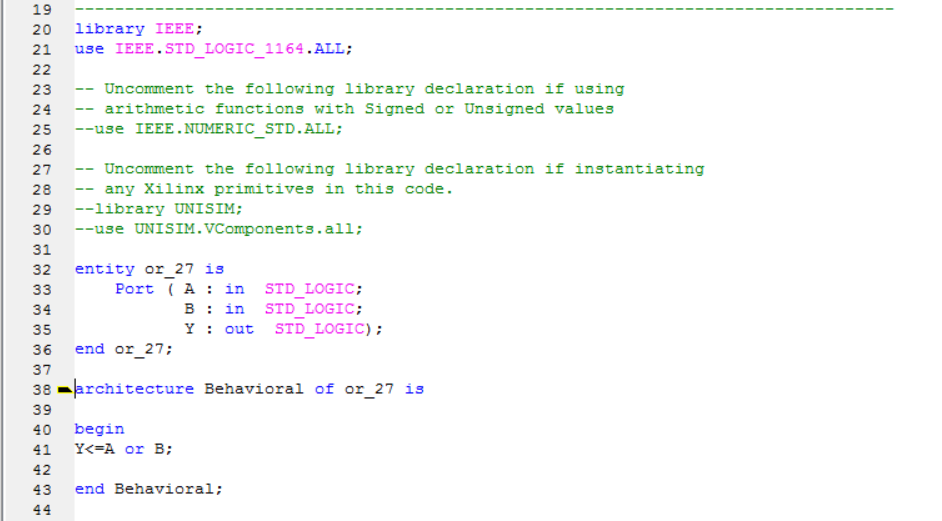 19 ----------------------------------------------------------------------------------
20 library IEEE;
21 use IEEE.STD_LOGIC_1164.ALL;
22
23 -- Uncomment the following library declaration if using
24 -- arithmetic functions with Signed or Unsigned values
25 --use IEEE.NUMERIC_STD.ALL;
26
27 -- Uncomment the following library declaration if instantiating
28 -- any Xilinx primitives in this code.
29 --library UNISIM;
30 --use UNISIM.VComponents.all;
31
32 entity or_27 is
33     Port ( A : in  STD_LOGIC;
34            B : in  STD_LOGIC;
35            Y : out  STD_LOGIC);
36 end or_27;
37
38 architecture Behavioral of or_27 is
39
40 begin
41 Y<=A or B;
42
43 end Behavioral;
44